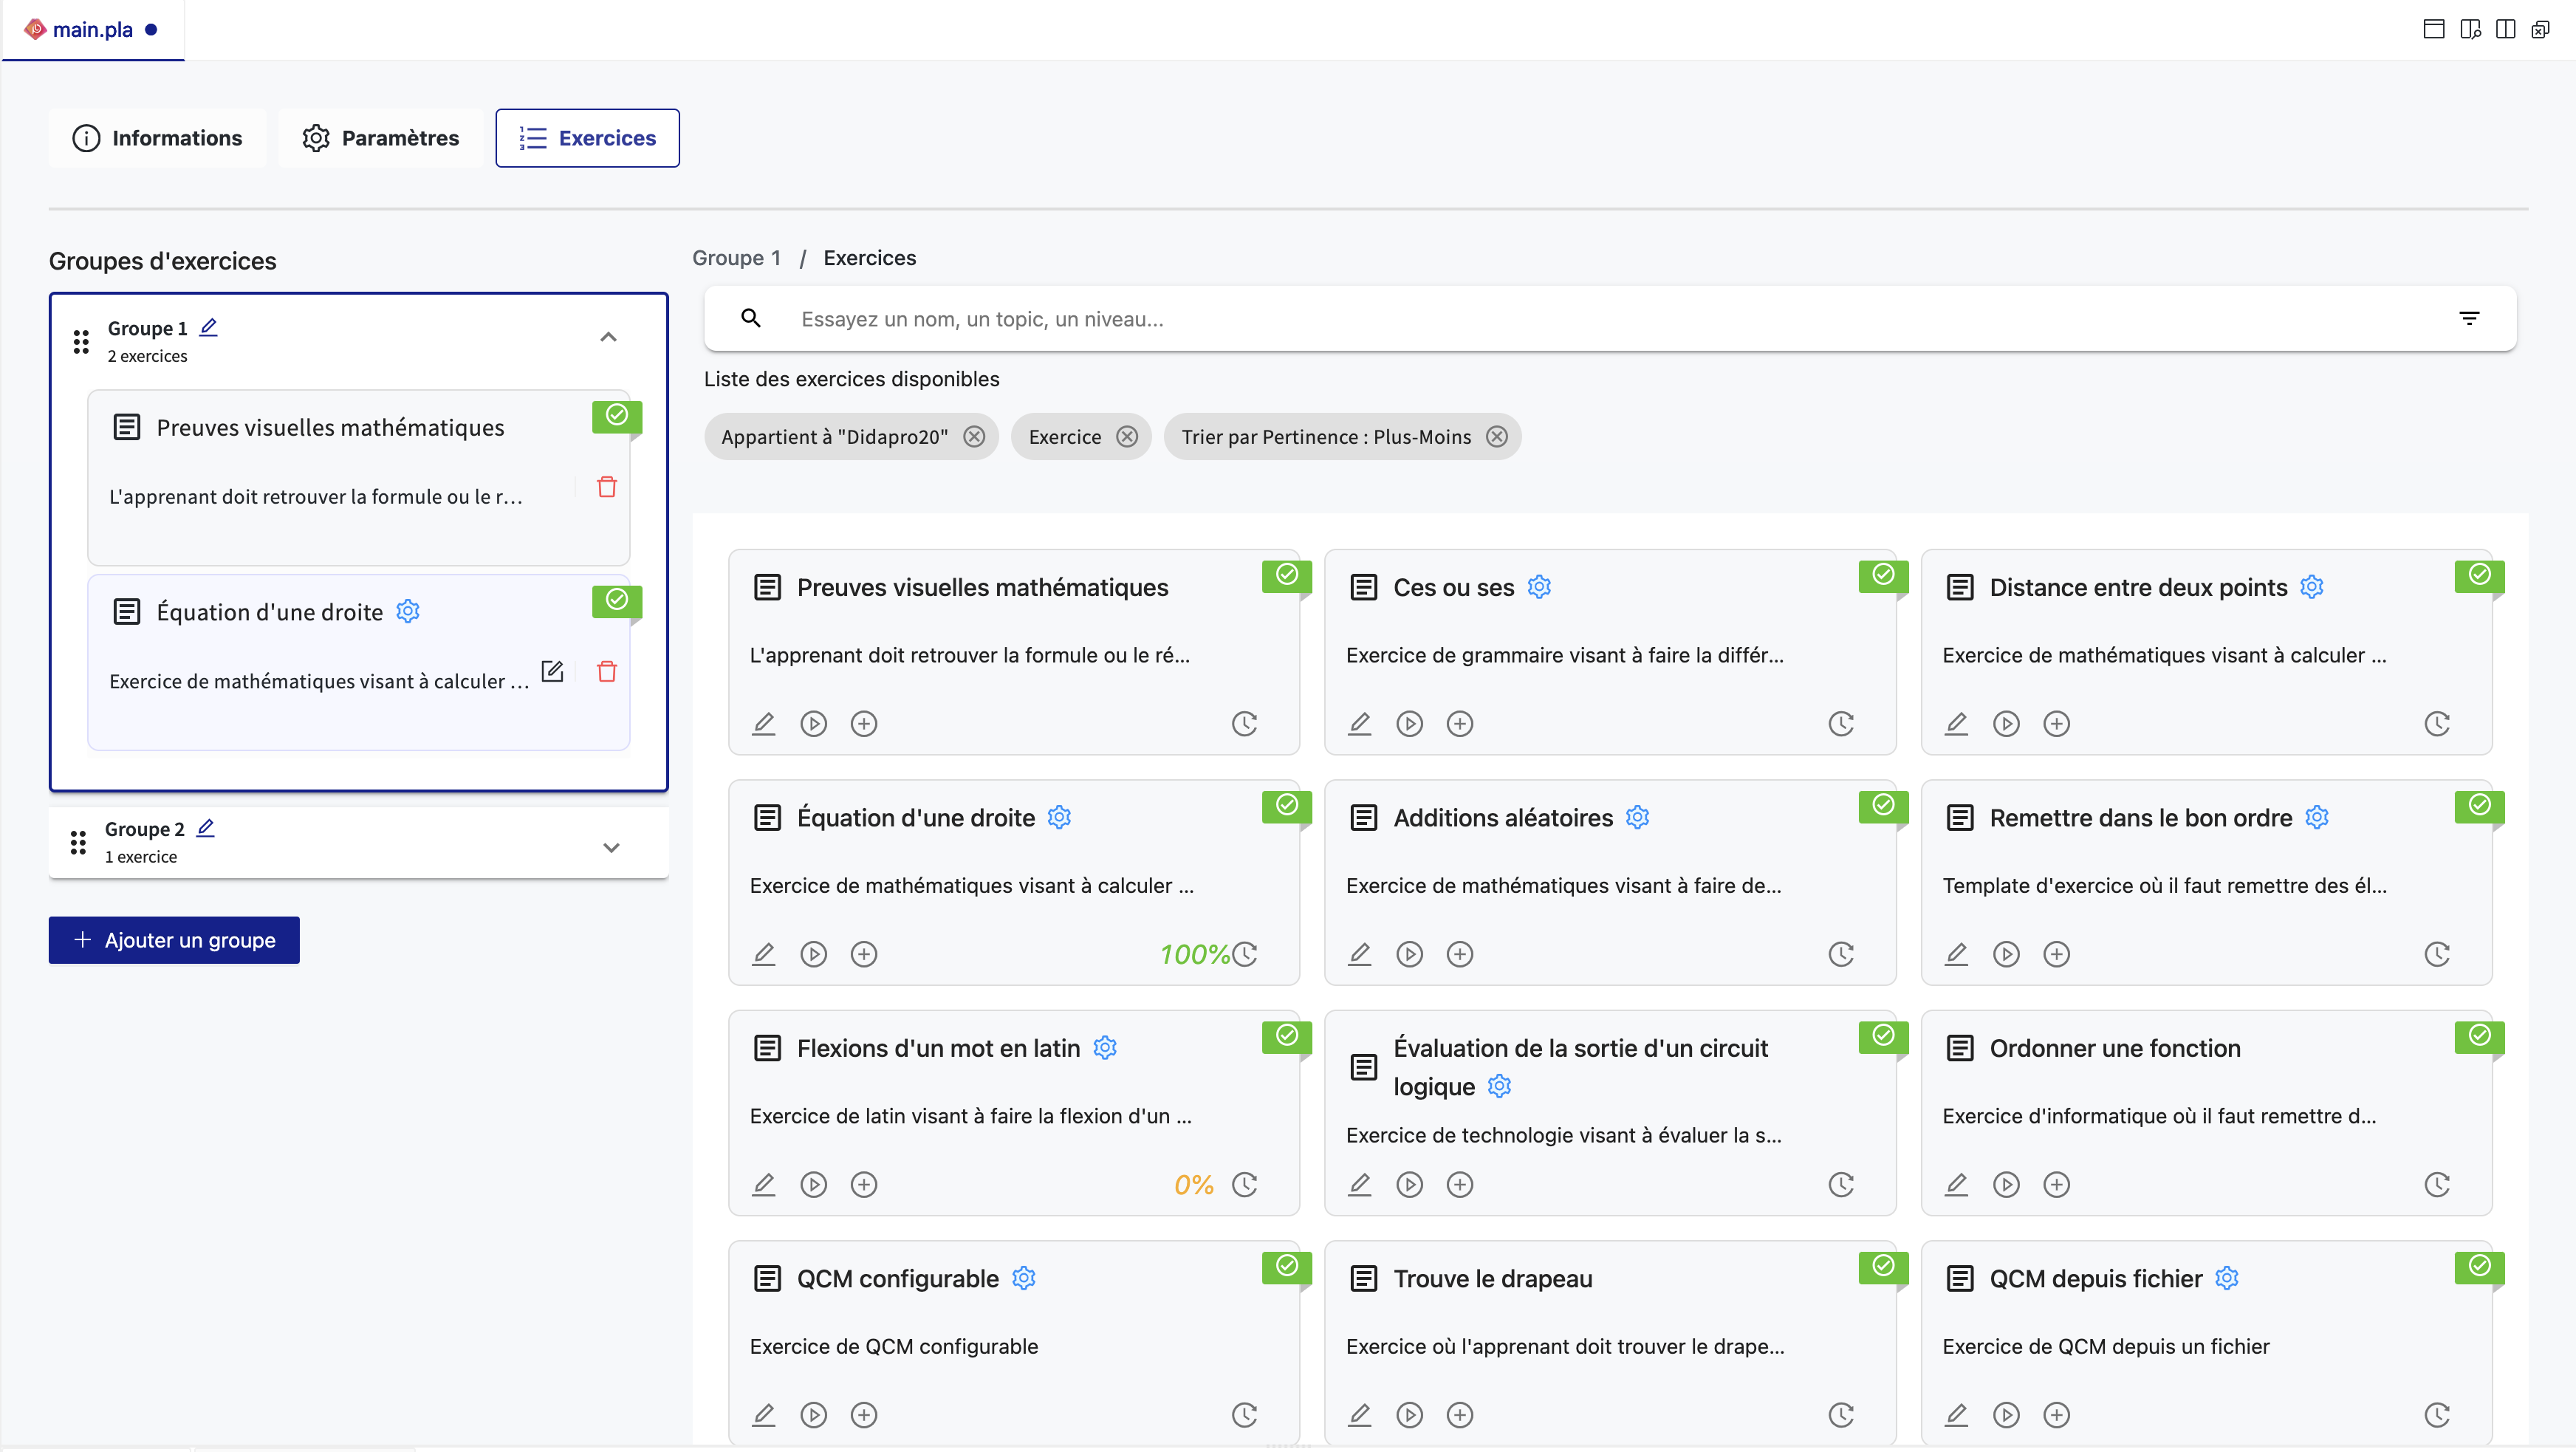 main.pla
Informations
Paramètres
Exercices
Groupes d'exercices
Groupe 1
2 exercices
Preuves visuelles mathématiques
L'apprenant doit retrouver la formule ou le r...
Équation d'une droite
Exercice de mathématiques visant à calculer ...
Groupe 2
1 exercice
Ajouter un groupe
Groupe 1 / Exercices
Essayez un nom, un topic, un niveau...
Liste des exercices disponibles
Appartient à "Didapro20"
Exercice
Trier par Pertinence : Plus-Moins
Preuves visuelles mathématiques
L'apprenant doit retrouver la formule ou le ré...
Ces ou ses
Exercice de grammaire visant à faire la différ...
Distance entre deux points
Exercice de mathématiques visant à calculer ...
Équation d'une droite
Exercice de mathématiques visant à calculer ...
100%
Additions aléatoires
Exercice de mathématiques visant à faire de...
Remettre dans le bon ordre
Template d'exercice où il faut remettre des él...
Flexions d'un mot en latin
Exercice de latin visant à faire la flexion d'un ...
0%
Évaluation de la sortie d'un circuit
logique
Exercice de technologie visant à évaluer la s...
Ordonner une fonction
Exercice d'informatique où il faut remettre d...
QCM configurable
Exercice de QCM configurable
Trouve le drapeau
Exercice où l'apprenant doit trouver le drape...
QCM depuis fichier
Exercice de QCM depuis un fichier